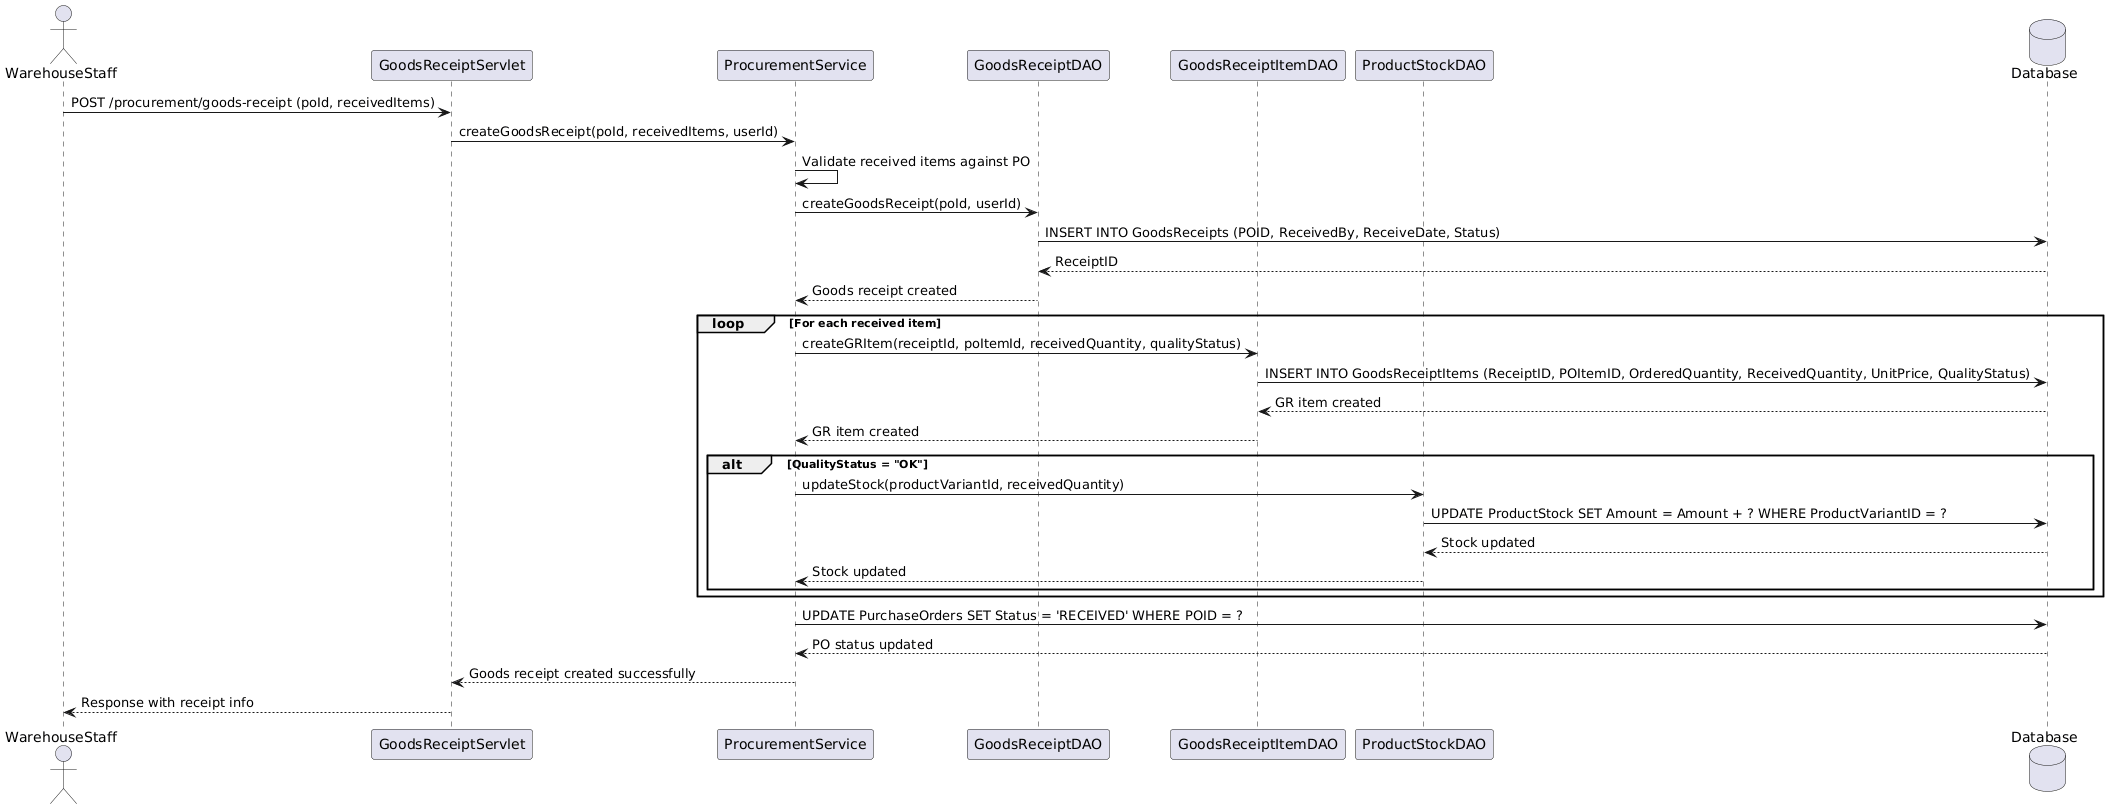 WarehouseStaff
GoodsReceiptServlet
ProcurementService
GoodsReceiptDAO
GoodsReceiptItemDAO
ProductStockDAO
Database
POST /procurement/goods-receipt (poId, receivedItems)
createGoodsReceipt(poId, receivedItems, userId)
Validate received items against PO
createGoodsReceipt(poId, userId)
INSERT INTO GoodsReceipts (POID, ReceivedBy, ReceiveDate, Status)
ReceiptID
Goods receipt created
loop
[For each received item]
createGRItem(receiptId, poItemId, receivedQuantity, qualityStatus)
INSERT INTO GoodsReceiptItems (ReceiptID, POItemID, OrderedQuantity, ReceivedQuantity, UnitPrice, QualityStatus)
GR item created
GR item created
alt
[QualityStatus = "OK"]
updateStock(productVariantId, receivedQuantity)
UPDATE ProductStock SET Amount = Amount + ? WHERE ProductVariantID = ?
Stock updated
Stock updated
UPDATE PurchaseOrders SET Status = 'RECEIVED' WHERE POID = ?
PO status updated
Goods receipt created successfully
Response with receipt info
WarehouseStaff
GoodsReceiptServlet
ProcurementService
GoodsReceiptDAO
GoodsReceiptItemDAO
ProductStockDAO
Database